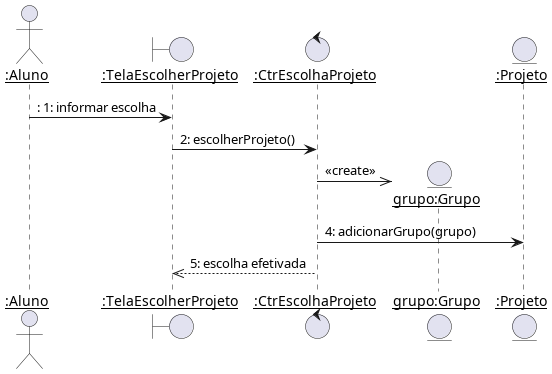 :Aluno
:TelaEscolherProjeto
:CtrEscolhaProjeto
:Projeto
: 1: informar escolha
2: escolherProjeto()
«create»
grupo:Grupo
4: adicionarGrupo(grupo)
5: escolha efetivada
:Aluno
:TelaEscolherProjeto
:CtrEscolhaProjeto
grupo:Grupo
:Projeto